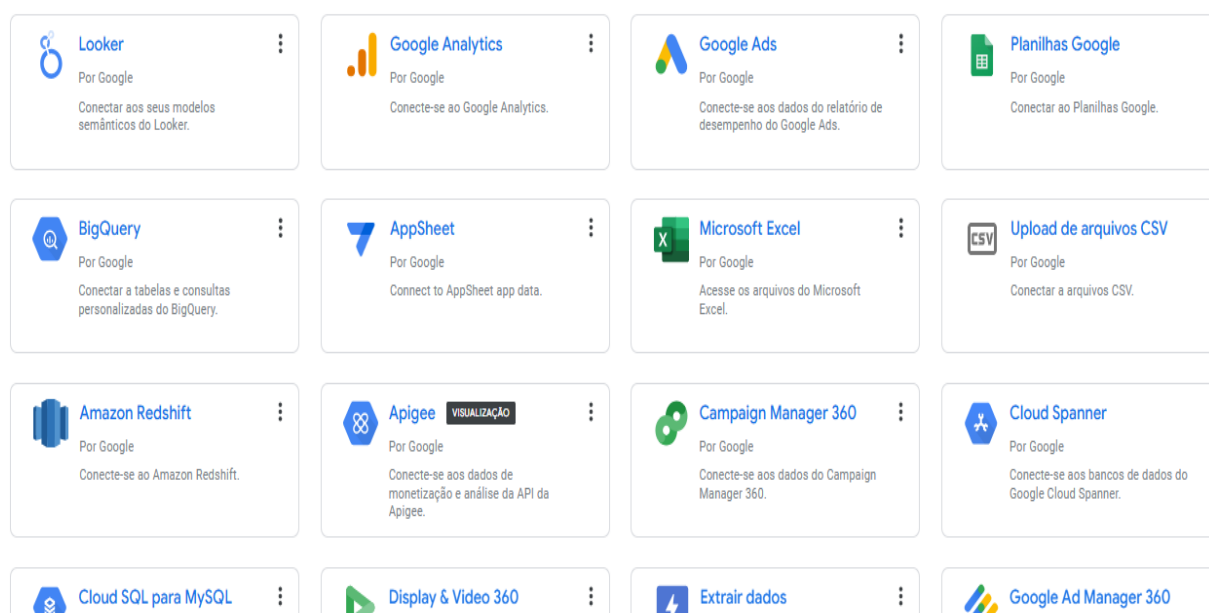 Looker
Por Google
Conectar aos seus modelos
semânticos do Looker.
Google Analytics
Por Google
Conecte-se ao Google Analytics.
Google Ads
Por Google
Conecte-se aos dados do relatório de
desempenho do Google Ads.
Planilhas Google
Por Google
Conectar ao Planilhas Google.
BigQuery
Por Google
Conectar a tabelas e consultas
personalizadas do BigQuery.
AppSheet
Por Google
Connect to AppSheet app data.
X
Microsoft Excel
Por Google
Acesse os arquivos do Microsoft
Excel.
CSV
Upload de arquivos CSV
Por Google
Conectar a arquivos CSV.
Amazon Redshift
Por Google
Conecte-se ao Amazon Redshift.
Apigee VISUALIZAÇÃO
Por Google
Conecte-se aos dados de
monetização e análise da API da
Apigee.
Campaign Manager 360
Por Google
Conecte-se aos dados do Campaign
Manager 360.
Cloud Spanner
Por Google
Conecte-se aos bancos de dados do
Google Cloud Spanner.
Cloud SQL para MySQL
Display & Video 360
Extrair dados
Google Ad Manager 360